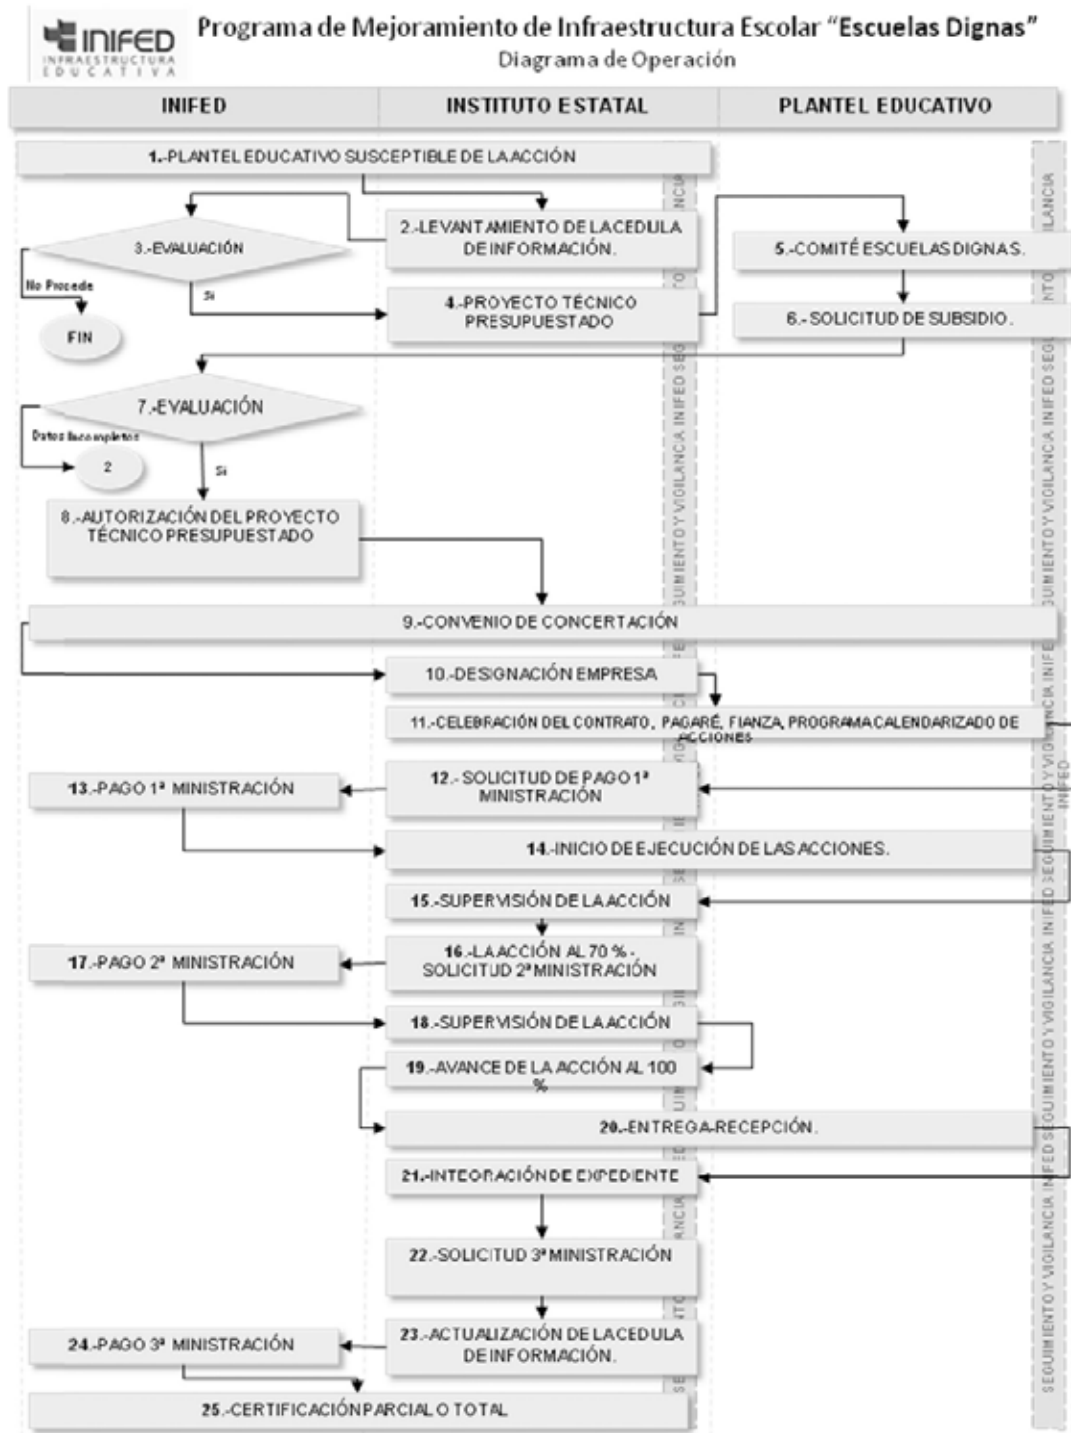 INIFED
INFRAESTRUCTURA
EDUCATIVA
Programa de Mejoramiento de Infraestructura Escolar “Escuelas Dignas”
Diagrama de Operación
INIFED
INSTITUTO ESTATAL
PLANTEL EDUCATIVO
1.-PLANTEL EDUCATIVO SUSCEPTIBLE DE LA ACCIÓN
2.-LEVANTAMIENTO DE LA CEDULA
DE INFORMACIÓN.
3.-EVALUACIÓN
No Procede
Si
FIN
4.-PROYECTO TÉCNICO
PRESUPUESTADO
5.-COMITÉ ESCUELAS DIGNAS.
6.-SOLICITUD DE SUBSIDIO.
7.-EVALUACIÓN
Datos Incompletos
2
Si
8.-AUTORIZACIÓN DEL PROYECTO
TÉCNICO PRESUPUESTADO
9.-CONVENIO DE CONCERTACIÓN
10.-DESIGNACIÓN EMPRESA
11.-CELEBRACIÓN DEL CONTRATO, PAGARÉ, FIANZA, PROGRAMA CALENDARIZADO DE
ACCIONES
12.-SOLICITUD DE PAGO 1ª
MINISTRACIÓN
13.-PAGO 1ª MINISTRACIÓN
14.-INICIO DE EJECUCIÓN DE LAS ACCIONES.
15.-SUPERVISIÓN DE LA ACCIÓN
16.-LA ACCIÓN AL 70 % -
SOLICITUD 2ª MINISTRACIÓN
17.-PAGO 2ª MINISTRACIÓN
18.-SUPERVISIÓN DE LA ACCIÓN
19.-AVANCE DE LA ACCIÓN AL 100
%
20.-ENTREGA-RECEPCIÓN.
21.-INTEGRACIÓN DE EXPEDIENTE
22.-SOLICITUD 3ª MINISTRACIÓN
23.-ACTUALIZACIÓN DE LA CEDULA
DE INFORMACIÓN.
24.-PAGO 3ª MINISTRACIÓN
25.-CERTIFICACIÓN PARCIAL O TOTAL
SEGUIMIENTO Y VIGILANCIA INIFED SEGUIMIENTO Y VIGILANCIA INIFED SEGUIMIENTO Y VIGILANCIA INIFED SEGUIMIENTO Y VIGILANCIA
INIFED